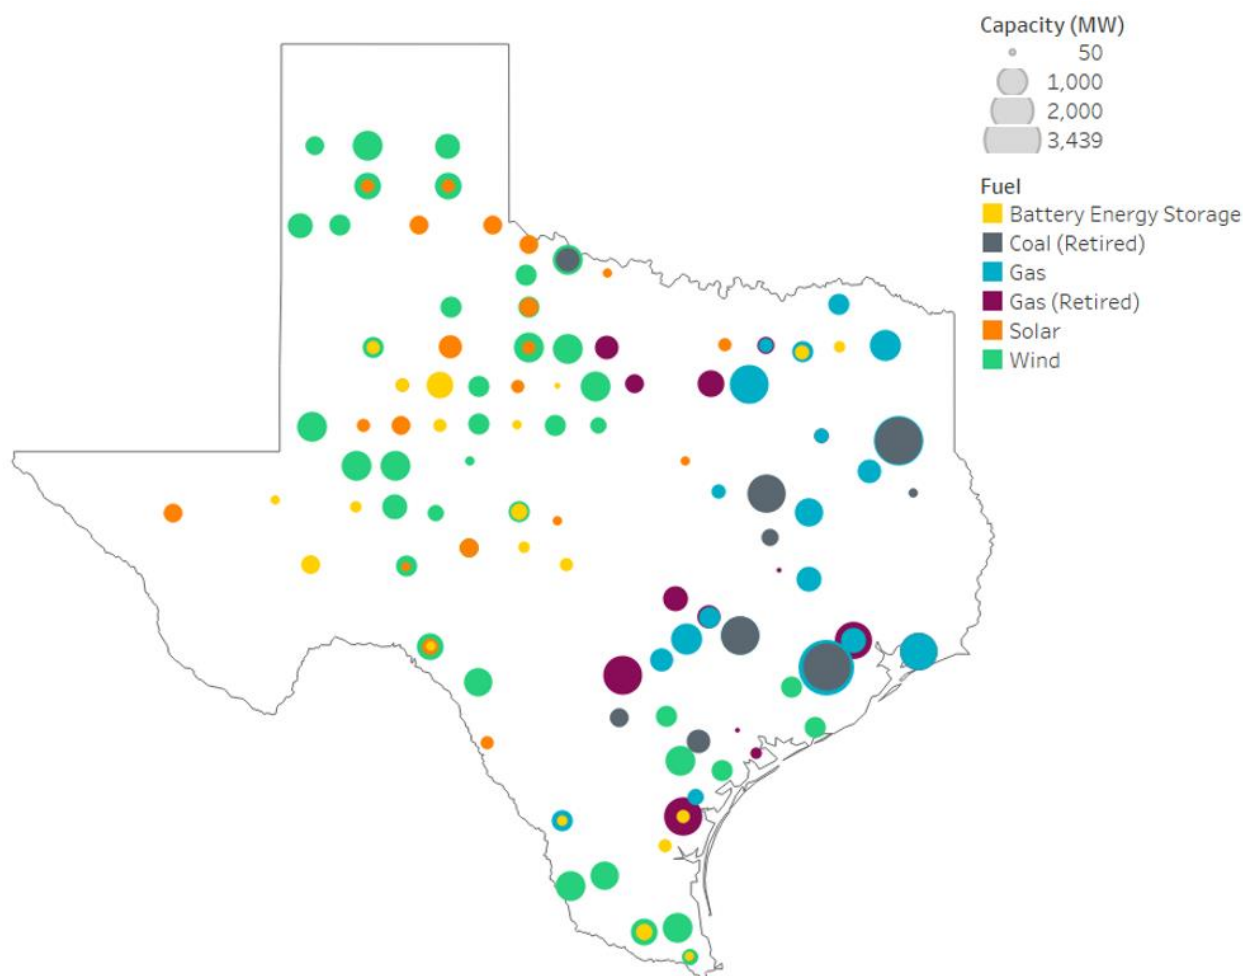 Capacity (MW)
50
1,000
2,000
3,439
Fuel
Battery Energy Storage
Coal (Retired)
Gas
Gas (Retired)
Solar
Wind